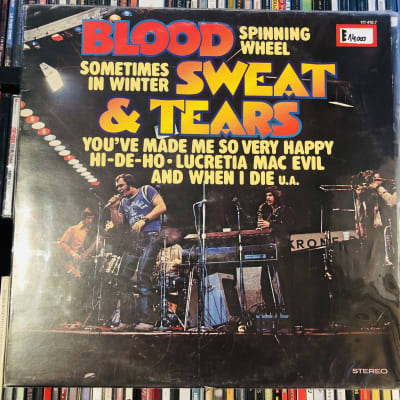 BLOOD SPINNING
WHEEL
SOMETIMES
IN WINTER SWEAT
& TEARS
YOU'VE MADE ME SO VERY HAPPY
HI-DE-HO · LUCRETIA MAC EVIL
AND WHEN I DIE U.A.
KRONE
STEREO